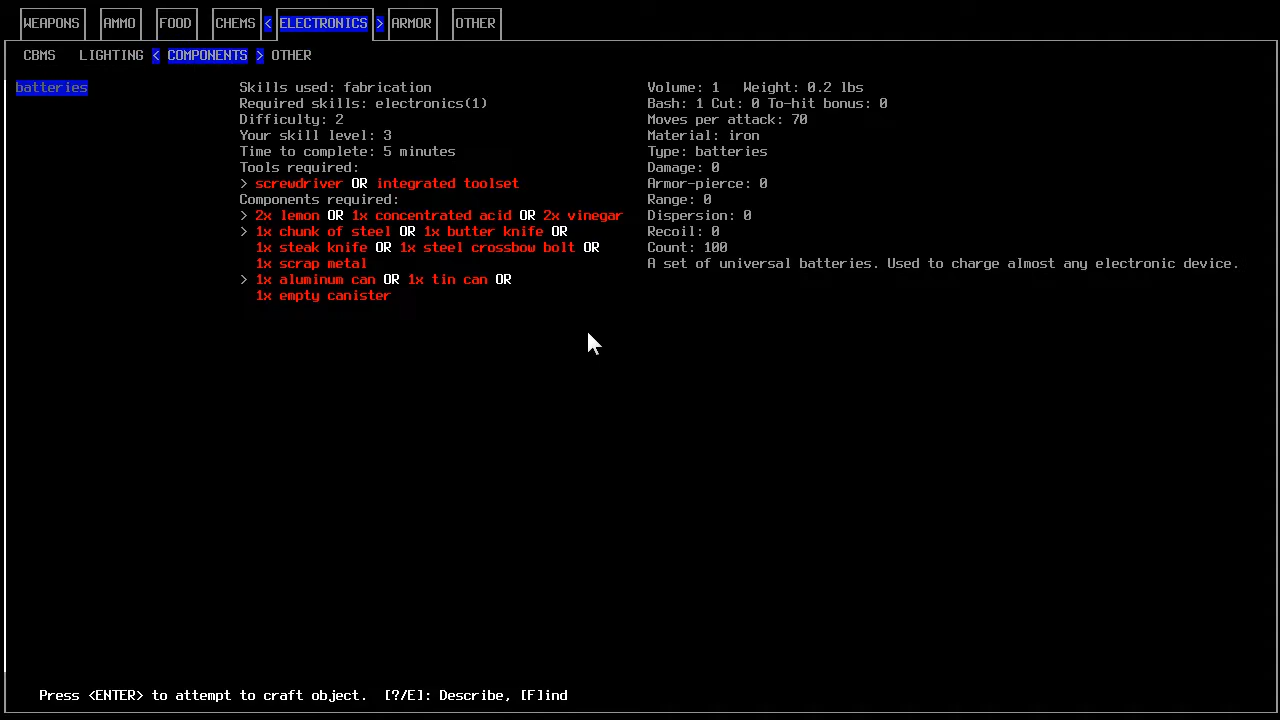 WEAPONS AMMO FOOD CHEMS < ELECTRONICS > ARMOR OTHER
CBMS LIGHTING < COMPONENTS > OTHER
batteries
Skills used: fabrication
Required skills: electronics(1)
Difficulty: 2
Your skill level: 3
Time to complete: 5 minutes
Tools required:
> screwdriver OR integrated toolset
Components required:
> 2x lemon OR 1x concentrated acid OR 2x vinegar
> 1x chunk of steel OR 1x butter knife OR
1x steak knife OR 1x steel crossbow bolt OR
1x scrap metal
> 1x aluminum can OR 1x tin can OR
1x empty canister
Volume: 1 Weight: 0.2 lbs
Bash: 1 Cut: 0 To-hit bonus: 0
Moves per attack: 70
Material: iron
Type: batteries
Damage: 0
Armor-pierce: 0
Range: 0
Dispersion: 0
Recoil: 0
Count: 100
A set of universal batteries. Used to charge almost any electronic device.
Press <ENTER> to attempt to craft object. [?/E]: Describe, [F]ind